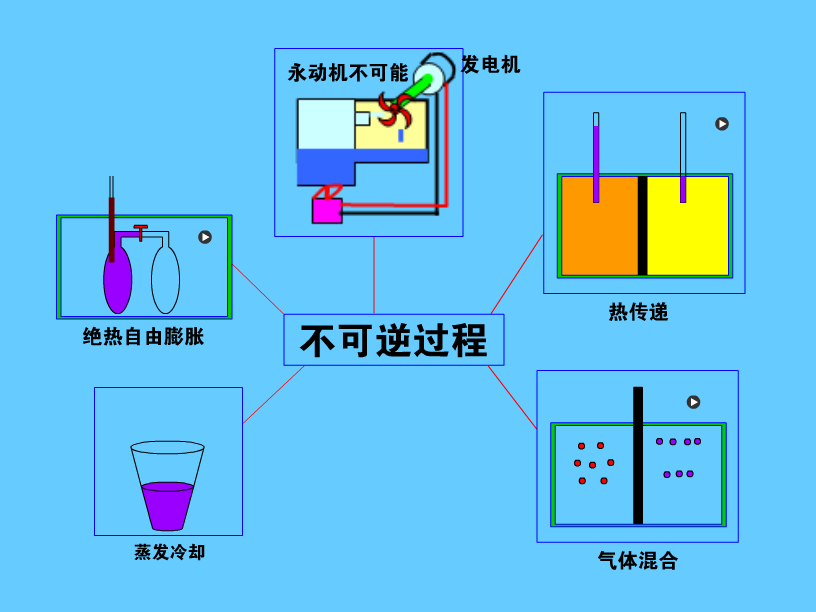 永动机不可能
发电机
绝热自由膨胀
热传递
不可逆过程
蒸发冷却
气体混合